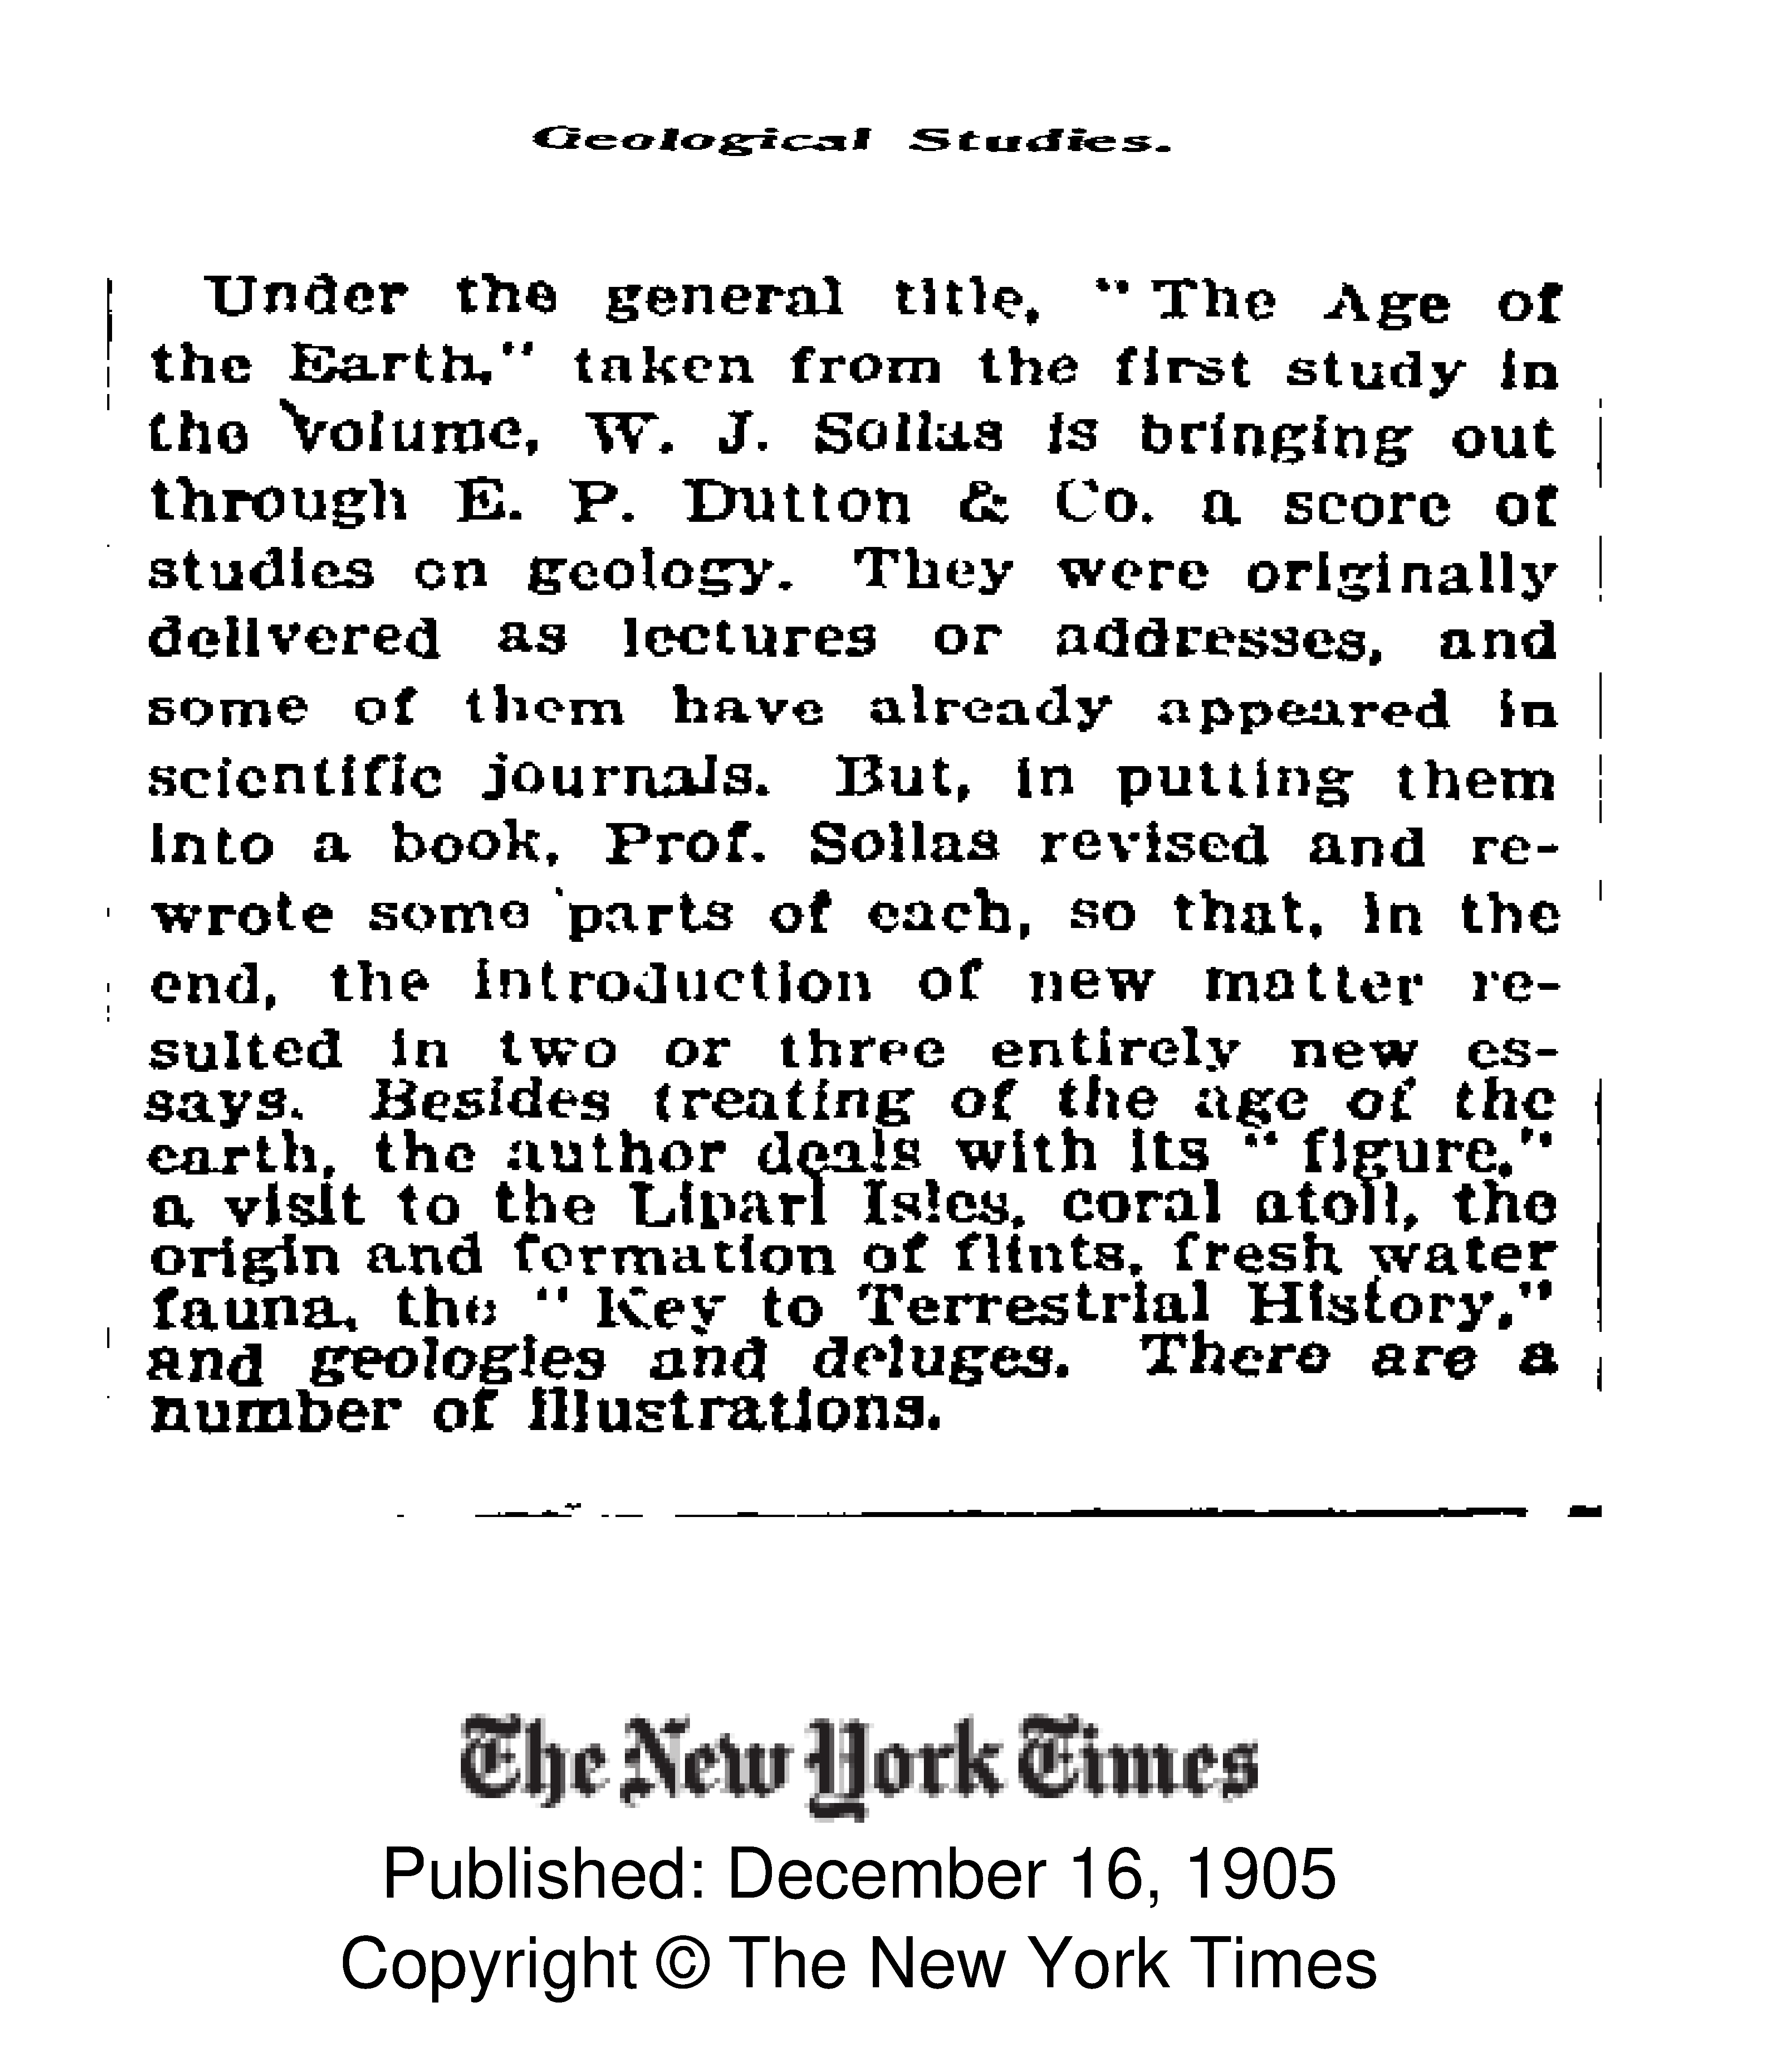 Geological Studies.
Under the general title, "The Age of
the Earth," taken from the first study in
the volume, W. J. Sollas is bringing out
through E. P. Dutton & Co. a score of
studies on geology. They were originally
delivered as lectures or addresses, and
some of them have already appeared in
scientific journals. But, in putting them
into a book, Prof. Sollas revised and re-
wrote some parts of each, so that, in the
end, the introduction of new matter re-
sulted in two or three entirely new es-
says. Besides treating of the age of the
earth, the author deals with its "figure,"
a visit to the Lipari Isles, coral atoll, the
origin and formation of flints, fresh water
fauna, the "Key to Terrestrial History,"
and geologies and deluges. There are a
number of illustrations.
The New York Times
Published: December 16, 1905
Copyright © The New York Times